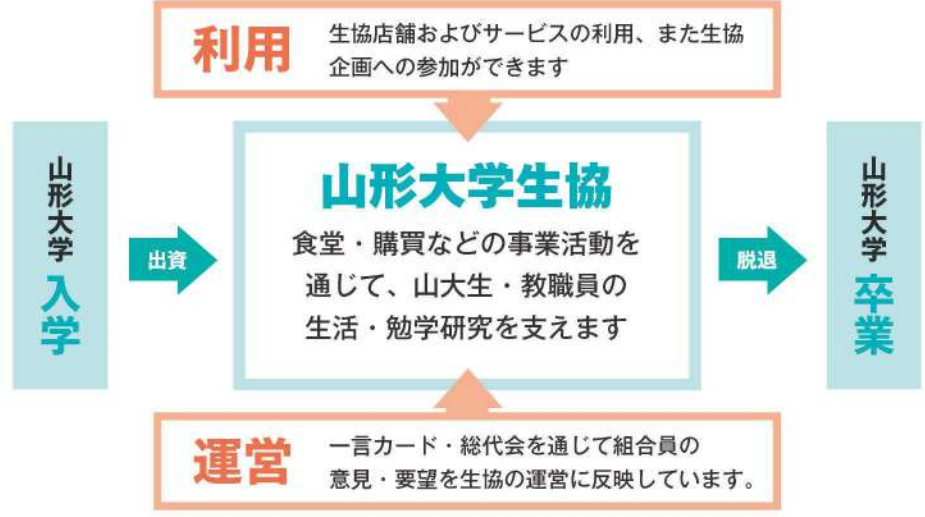 利用
生協店舗およびサービスの利用、また生協
企画への参加ができます
山形大学
入学
出資
山形大学生協
食堂・購買などの事業活動を
通じて、山大生・教職員の
生活・勉学研究を支えます
脱退
山形大学
卒業
運営
一言カード・総代会を通じて組合員の
意見・要望を生協の運営に反映しています。